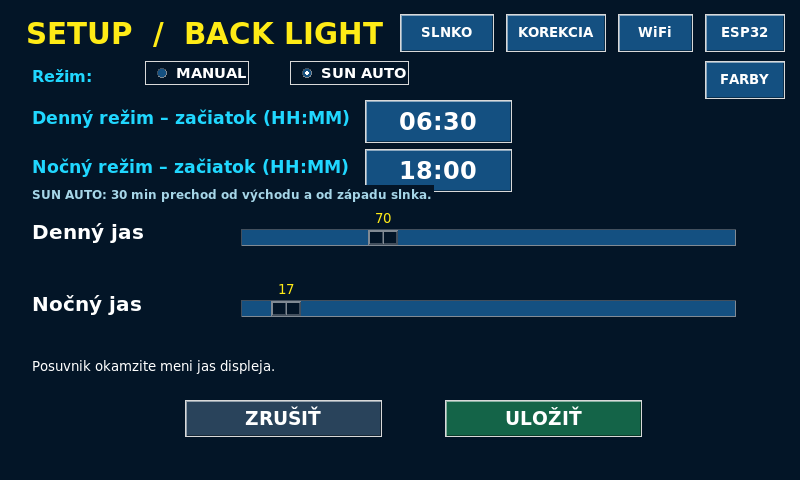 SETUP / BACK LIGHT
SLNKO
KOREKCIA
WiFi
ESP32
Režim:
MANUAL
SUN AUTO
FARBY
Denný režim – začiatok (HH:MM)
06:30
Nočný režim – začiatok (HH:MM)
18:00
SUN AUTO: 30 min prechod od východu a od západu slnka.
70
Denný jas
17
Nočný jas
Posuvnik okamzite meni jas displeja.
ZRUŠIŤ
ULOŽIŤ